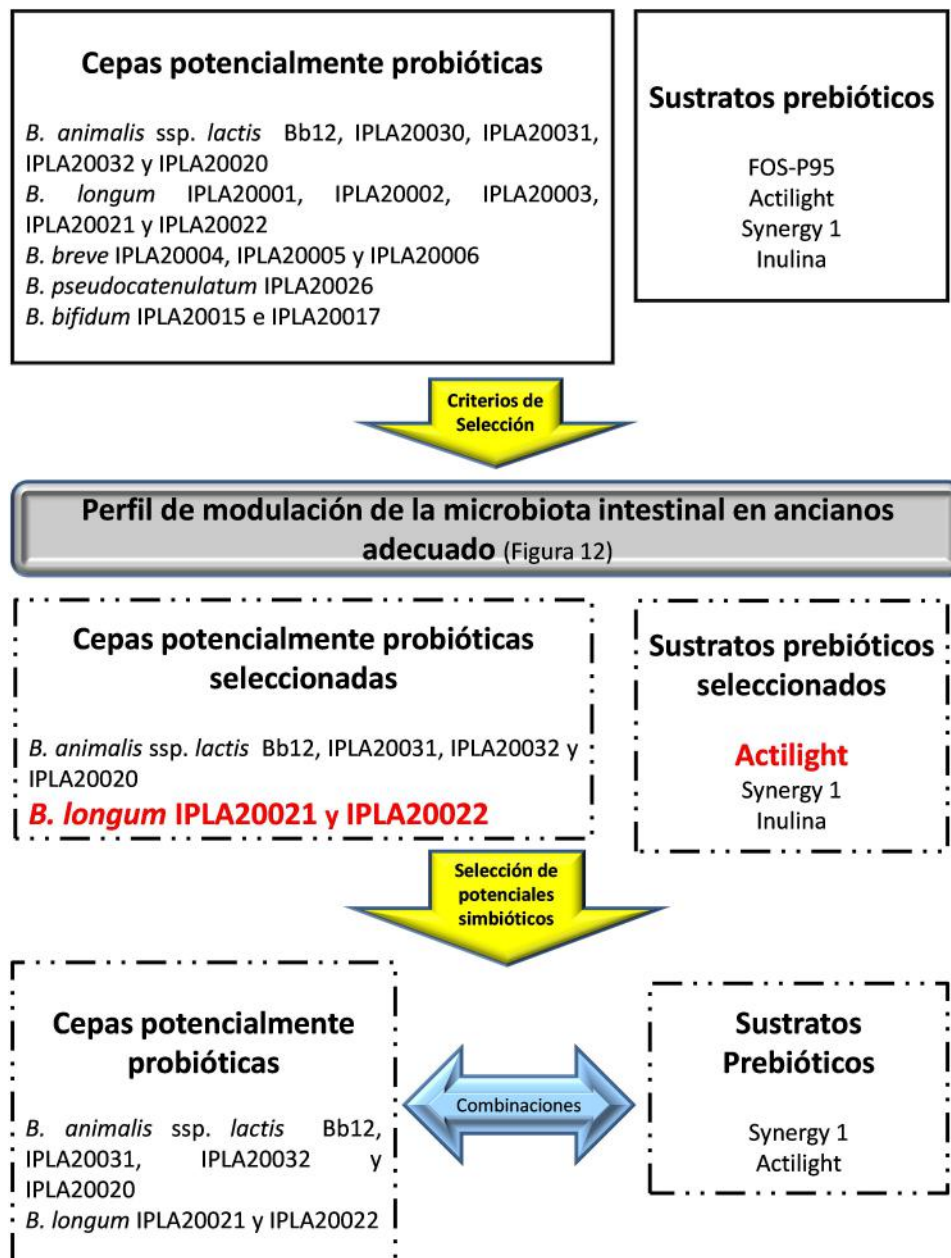 Cepas potencialmente probióticas
B. animalis ssp. lactis Bb12, IPLA20030, IPLA20031,
IPLA20032 y IPLA20020
B. longum IPLA20001, IPLA20002, IPLA20003,
IPLA20021 y IPLA20022
B. breve IPLA20004, IPLA20005 y IPLA20006
B. pseudocatenulatum IPLA20026
B. bifidum IPLA20015 e IPLA20017
Sustratos prebióticos
FOS-P95
Actilight
Synergy 1
Inulina
Criterios de
Selección
Perfil de modulación de la microbiota intestinal en ancianos
adecuado (Figura 12)
Cepas potencialmente probióticas
seleccionadas
B. animalis ssp. lactis Bb12, IPLA20031, IPLA20032 y
IPLA20020
B. longum IPLA20021 y IPLA20022
Sustratos prebióticos
seleccionados
Actilight
Synergy 1
Inulina
Selección de
potenciales
simbióticos
Cepas potencialmente
probióticas
B. animalis ssp. lactis Bb12,
IPLA20031, IPLA20032 y
IPLA20020
B. longum IPLA20021 y IPLA20022
Combinaciones
Sustratos
Prebióticos
Synergy 1
Actilight